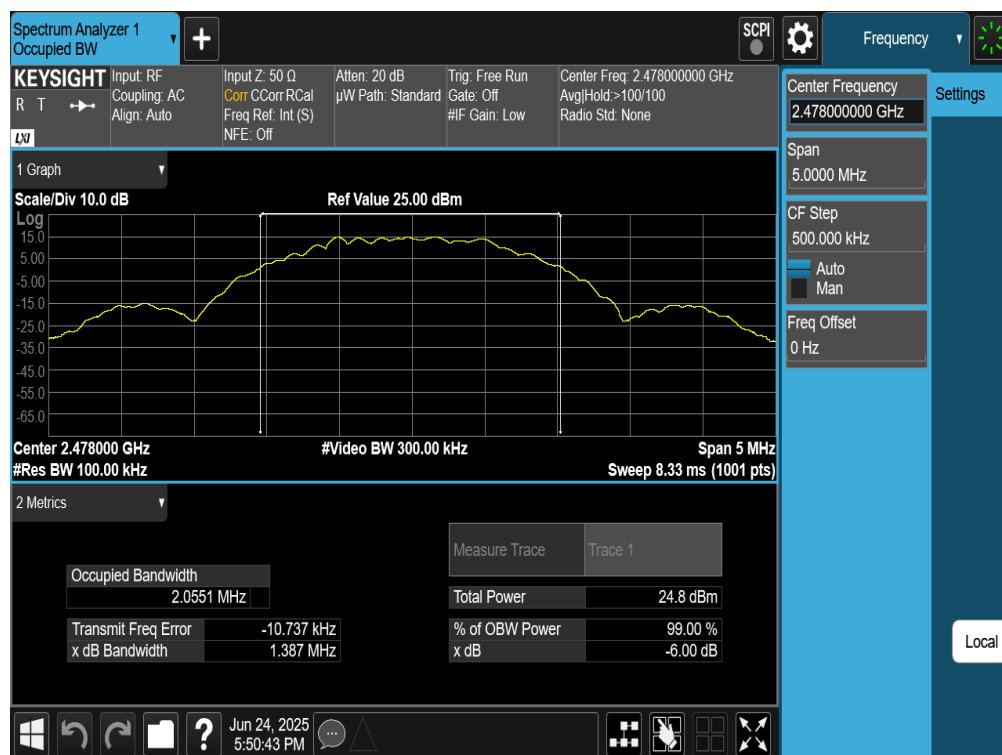 Spectrum Analyzer 1
Occupied BW
+
SCPI
Frequency
KEYSIGHT
R T
LXI
Input: RF
Coupling: AC
Align: Auto
Input Z: 50 Ω
Corr CCorr RCal
Freq Ref: Int (S)
NFE: Off
Atten: 20 dB
µW Path: Standard
Trig: Free Run
Gate: Off
#IF Gain: Low
Center Freq: 2.478000000 GHz
Avg|Hold:>100/100
Radio Std: None
Center Frequency
2.478000000 GHz
Settings
Span
5.0000 MHz
CF Step
500.000 kHz
Auto
Man
Freq Offset
0 Hz
Local
1 Graph
Scale/Div 10.0 dB
Ref Value 25.00 dBm
Log
15.0
5.00
-5.00
-15.0
-25.0
-35.0
-45.0
-55.0
-65.0
Center 2.478000 GHz
#Video BW 300.00 kHz
Span 5 MHz
#Res BW 100.00 kHz
Sweep 8.33 ms (1001 pts)
2 Metrics
Measure Trace
Trace 1
Occupied Bandwidth
2.0551 MHz
Total Power
24.8 dBm
Transmit Freq Error
-10.737 kHz
% of OBW Power
99.00 %
x dB Bandwidth
1.387 MHz
x dB
-6.00 dB
?
Jun 24, 2025
5:50:43 PM